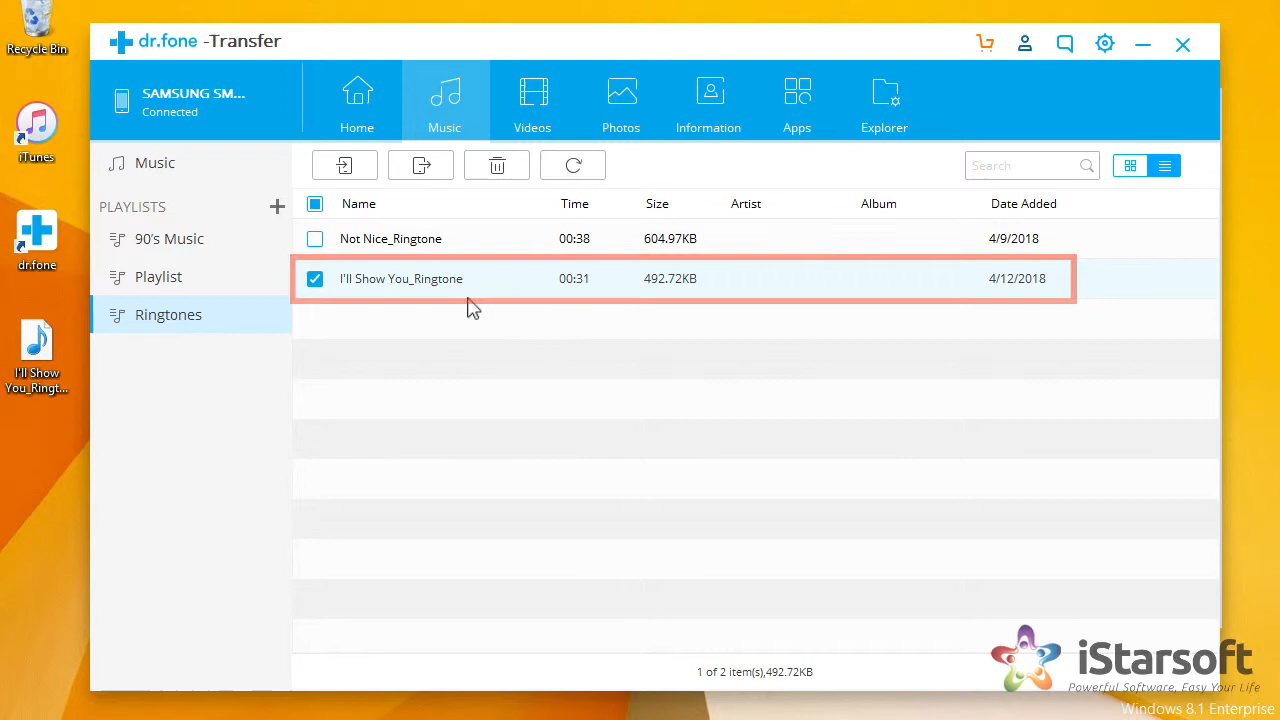 Recycle Bin
iTunes
dr.fone
I'll Show
You_Ringt...
dr.fone -Transfer
SAMSUNG SM...
Connected
Home
Music
Videos
Photos
Information
Apps
Explorer
Music
PLAYLISTS
90's Music
Playlist
Ringtones
Search
Name Time Size Artist Album Date Added
Not Nice_Ringtone 00:38 604.97KB 4/9/2018
I'll Show You_Ringtone 00:31 492.72KB 4/12/2018
1 of 2 item(s),492.72KB
iStarsoft
Powerful Software, Easy Your Life
Windows 8.1 Enterprise